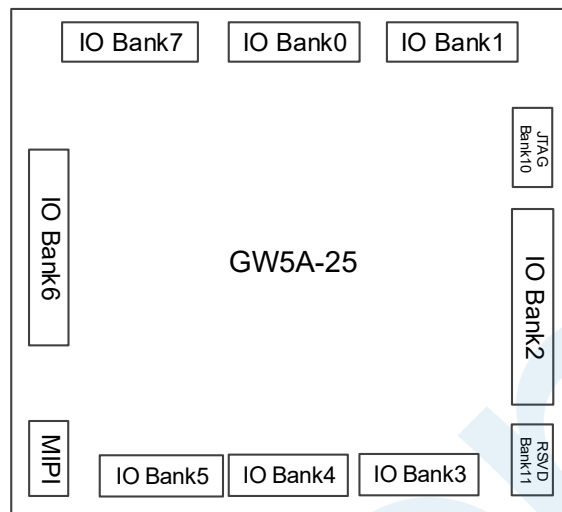 IO Bank7
IO Bank0
IO Bank1
JTAG
Bank10
IO Bank6
GW5A-25
IO Bank2
MIPI
IO Bank5
IO Bank4
IO Bank3
RSVD
Bank11